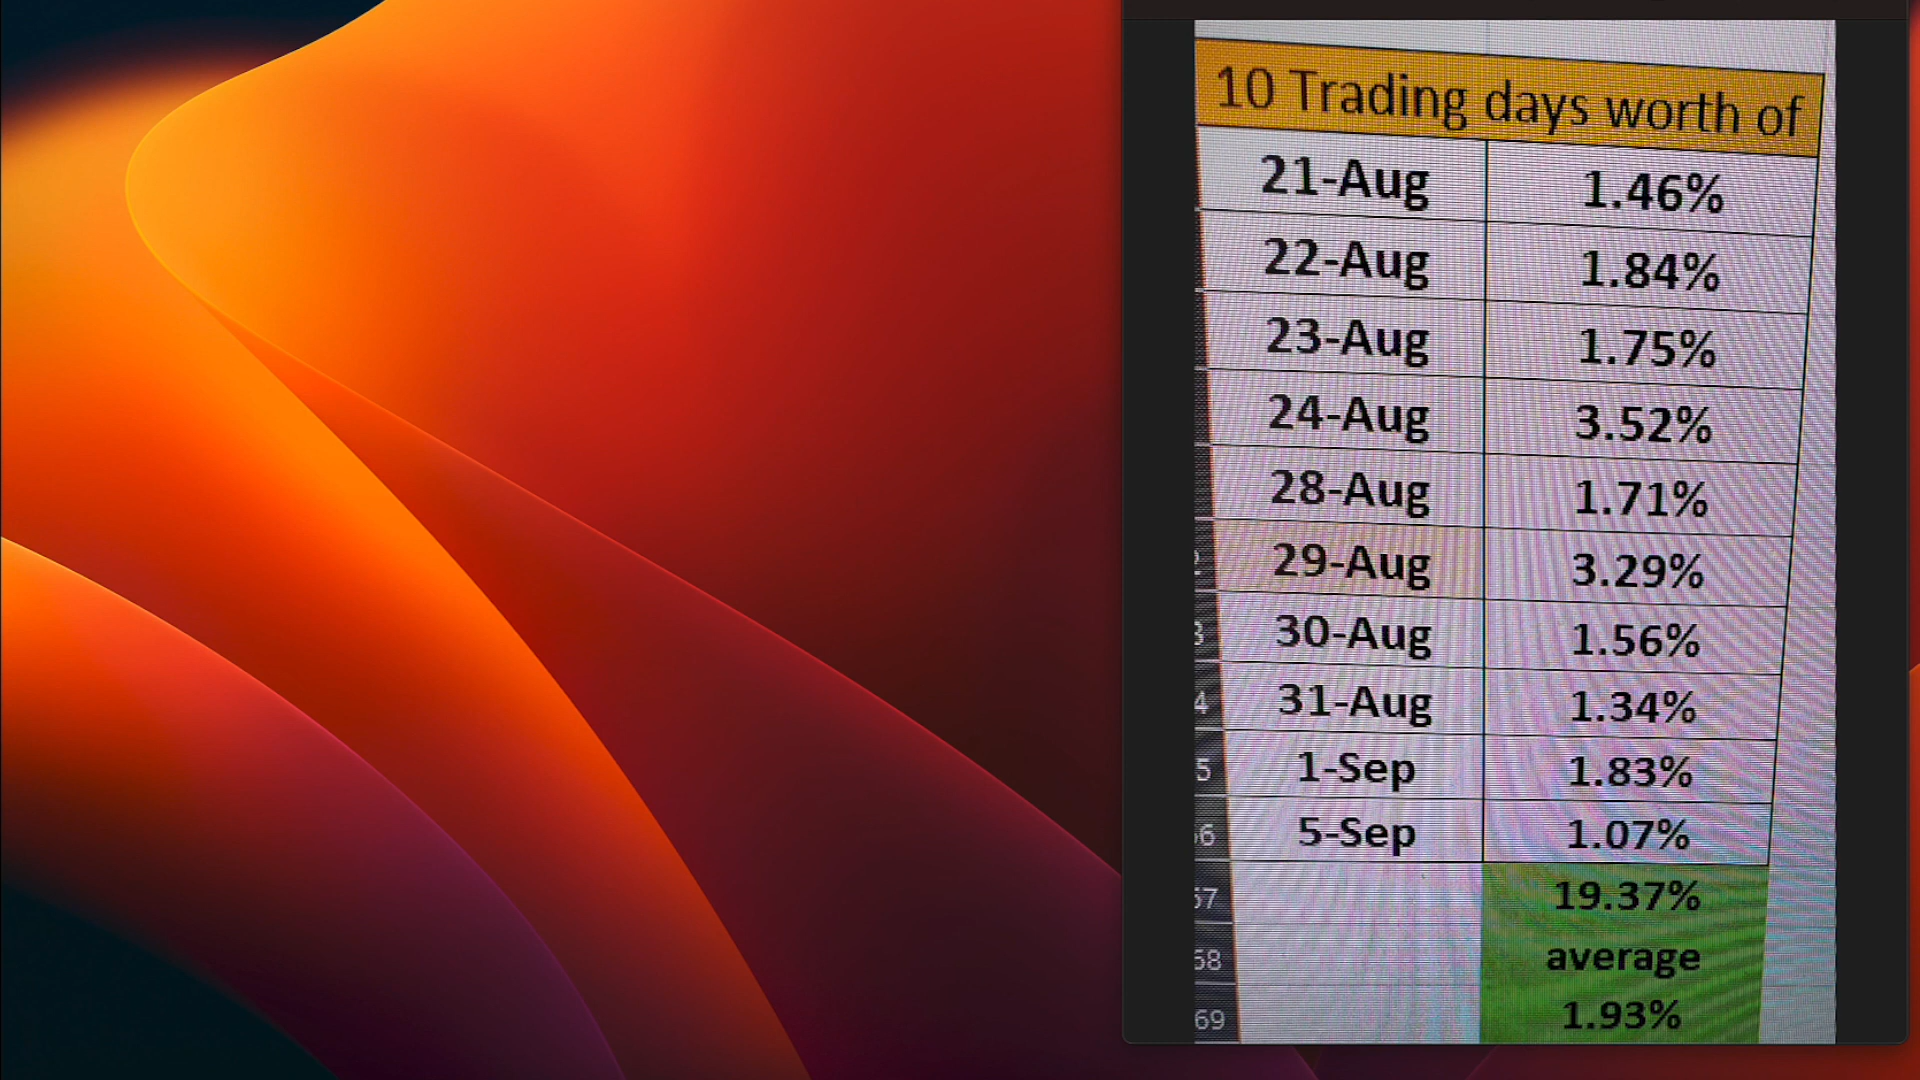 10 Trading days worth of
21-Aug 1.46%
22-Aug 1.84%
23-Aug 1.75%
24-Aug 3.52%
28-Aug 1.71%
29-Aug 3.29%
30-Aug 1.56%
31-Aug 1.34%
1-Sep 1.83%
5-Sep 1.07%
19.37%
68 average
69 1.93%